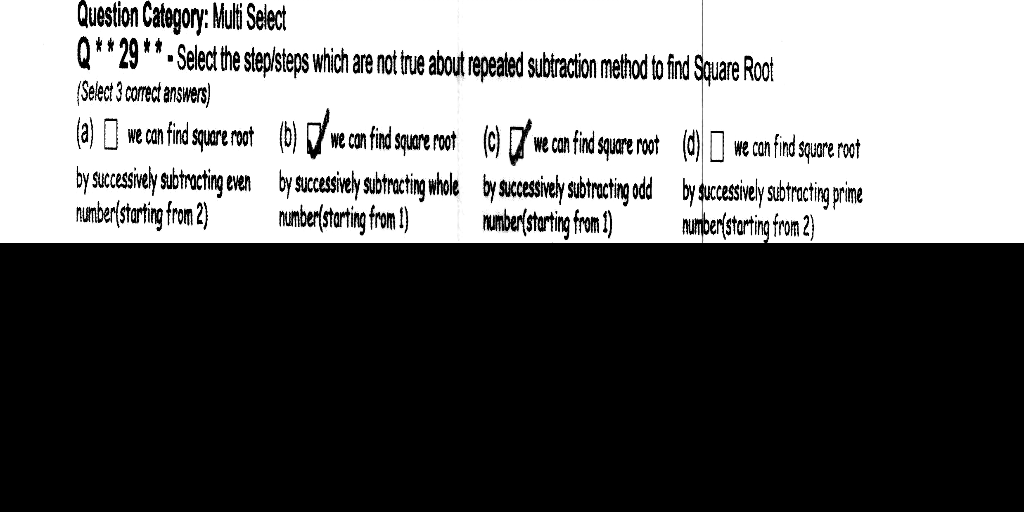 Question Category: Multi Select
Q * * 29 * * - Select the step/steps which are not true about repeated subtraction method to find Square Root
(Select 3 correct answers)
(a) ☐ we can find square root (b) ☑ we can find square root (c) ☑ we can find square root (d) ☐ we can find square root
by successively subtracting even by successively subtracting whole by successively subtracting odd by successively subtracting prime
number(starting from 2) number(starting from 1) number(starting from 1) number(starting from 2)